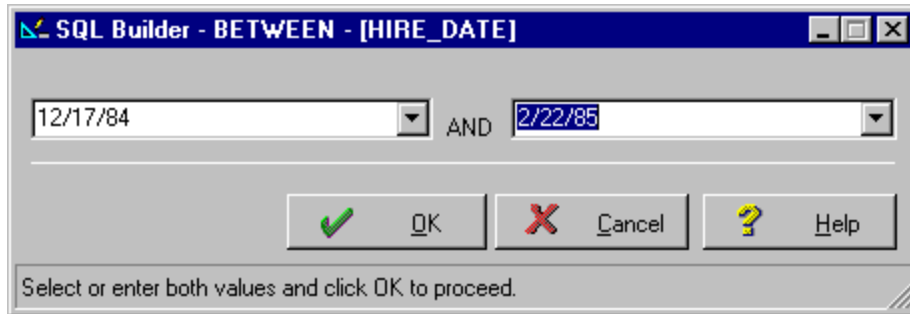 SQL Builder - BETWEEN - [HIRE_DATE]
12/17/84 AND 2/22/85
OK Cancel Help
Select or enter both values and click OK to proceed.